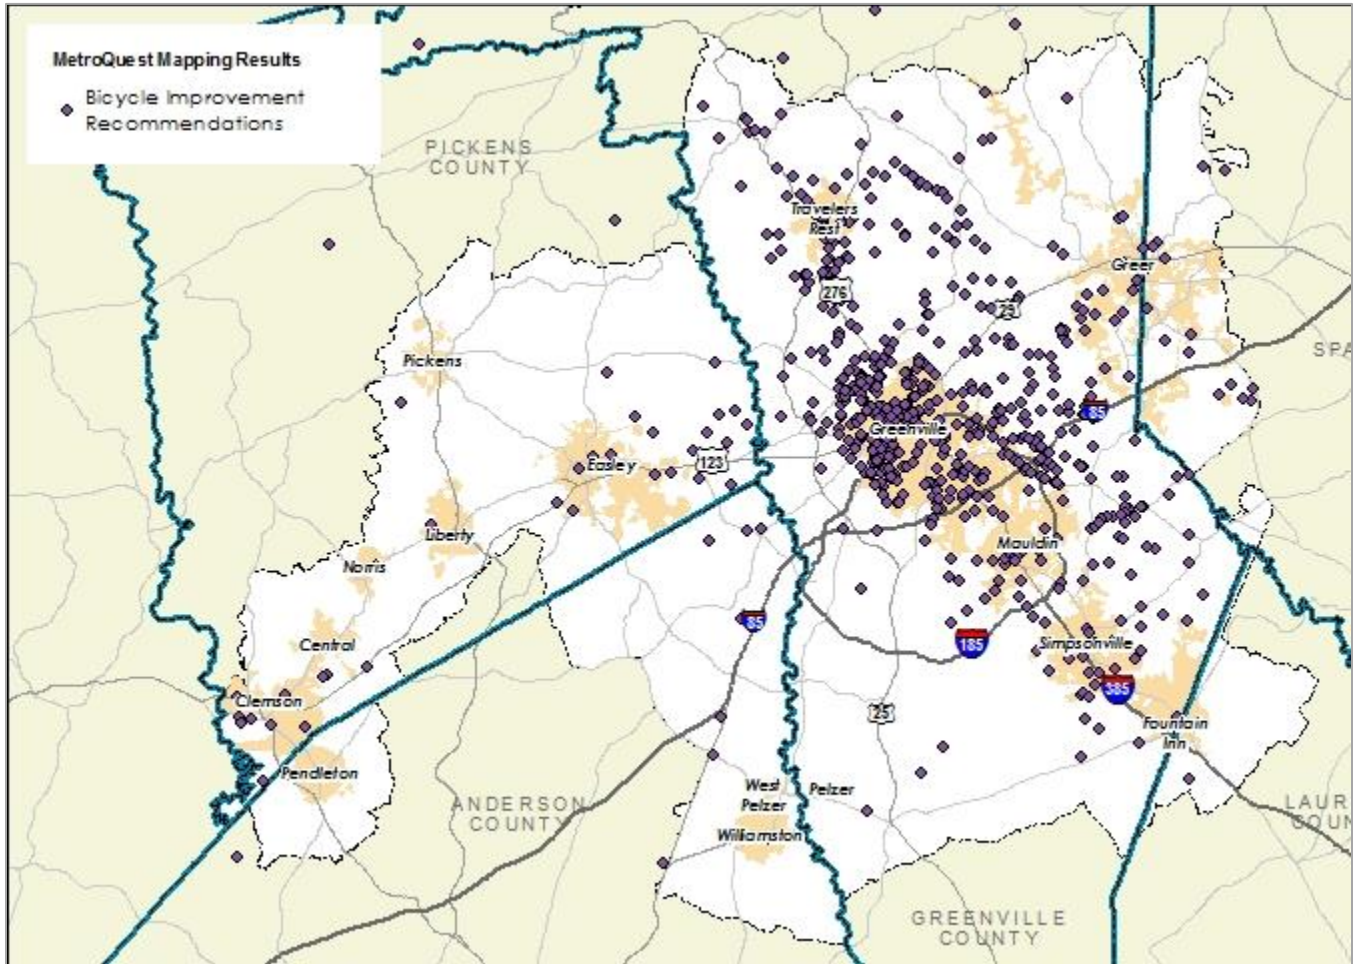 MetroQuest Mapping Results
Bicycle Improvement
Recommendations
PICKENS
COUNTY
Travelers
Rest
Greer
276
29
SPA
Pickens
85
Greenville
Easley
123
Liberty
Mauldin
Norris
85
185
Simpsonville
Central
385
Clemson
25
Fountain
Inn
Pendleton
West
Pelzer
Pelzer
ANDERSON
COUNTY
LAUR
COUN
Williamston
GREENVILLE
COUNTY